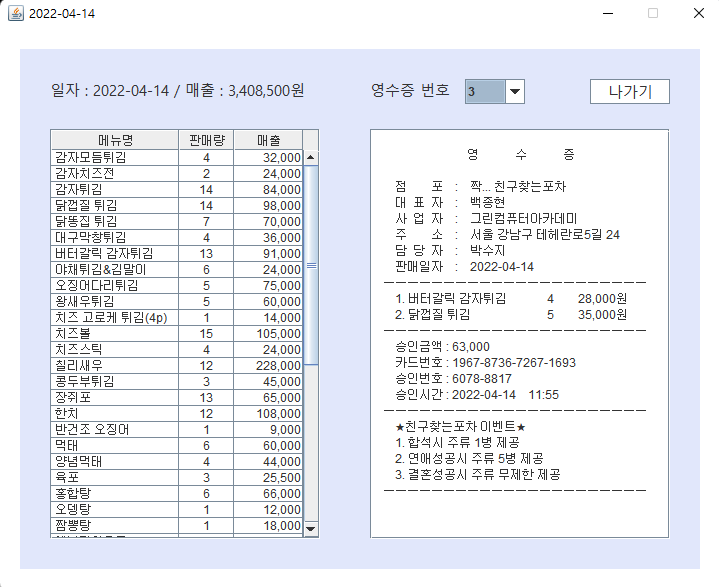 2022-04-14
일자 : 2022-04-14 / 매출 : 3,408,500원
영수증 번호 3
나가기
메뉴명 판매량 매출
감자모듬튀김 4 32,000
감자치즈전 2 24,000
감자튀김 14 84,000
닭껍질 튀김 14 98,000
닭똥집 튀김 7 70,000
대구막창튀김 4 36,000
버터갈릭 감자튀김 13 91,000
야채튀김&김말이 6 24,000
오징어다리튀김 5 75,000
왕새우튀김 5 60,000
치즈 고로케 튀김(4p) 1 14,000
치즈볼 15 105,000
치즈스틱 4 24,000
칠리새우 12 228,000
콩두부튀김 3 45,000
장쥐포 13 65,000
한치 12 108,000
반건조 오징어 1 9,000
먹태 6 60,000
양념먹태 4 44,000
육포 3 25,500
홍합탕 6 66,000
오뎅탕 1 12,000
짬뽕탕 1 18,000
영 수 증
점 포 : 짝... 친구찾는포차
대 표 자 : 백종현
사 업 자 : 그린컴퓨터아카데미
주 소 : 서울 강남구 테헤란로5길 24
담 당 자 : 박수지
판매일자 : 2022-04-14
1. 버터갈릭 감자튀김 4 28,000원
2. 닭껍질 튀김 5 35,000원
승인금액 : 63,000
카드번호 : 1967-8736-7267-1693
승인번호 : 6078-8817
승인시간 : 2022-04-14 11:55
★친구찾는포차 이벤트★
1. 합석시 주류 1병 제공
2. 연애성공시 주류 5병 제공
3. 결혼성공시 주류 무제한 제공